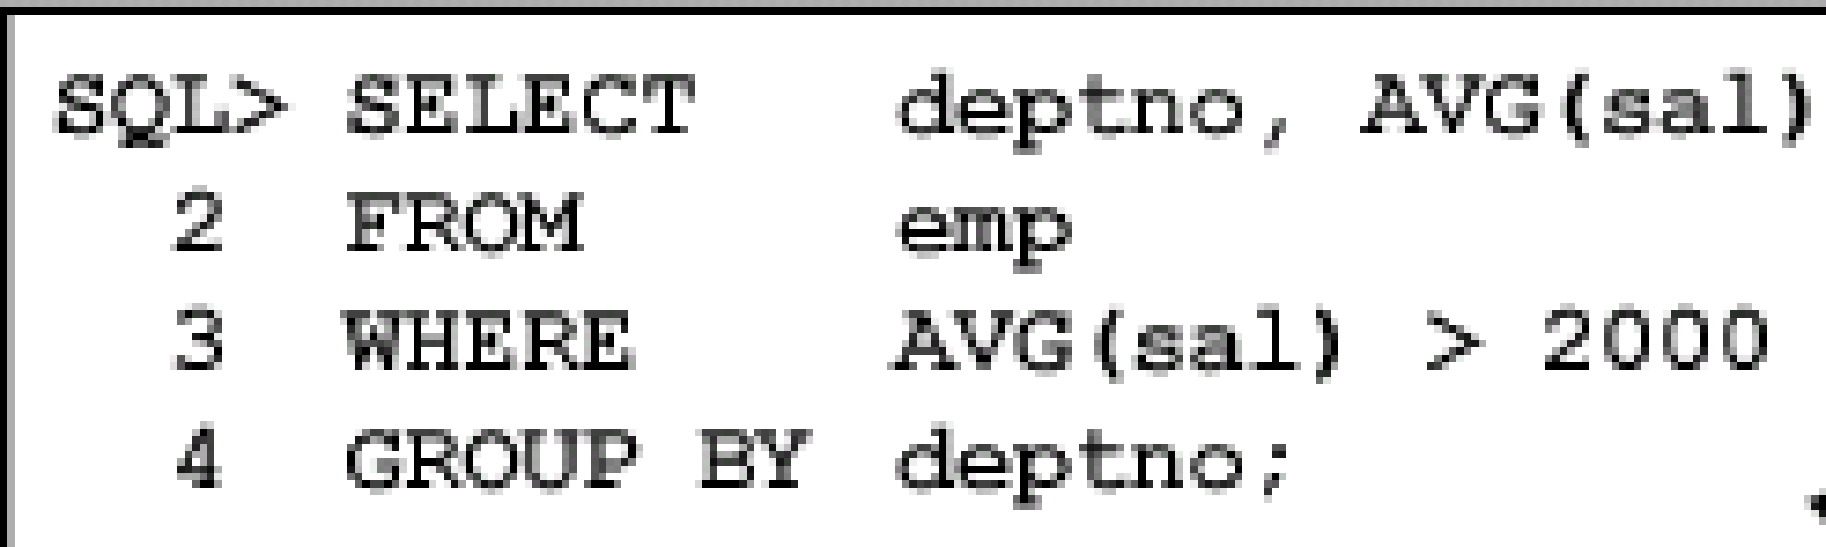 SQL> SELECT deptno, AVG(sal)
2 FROM emp
3 WHERE AVG(sal) > 2000
4 GROUP BY deptno;